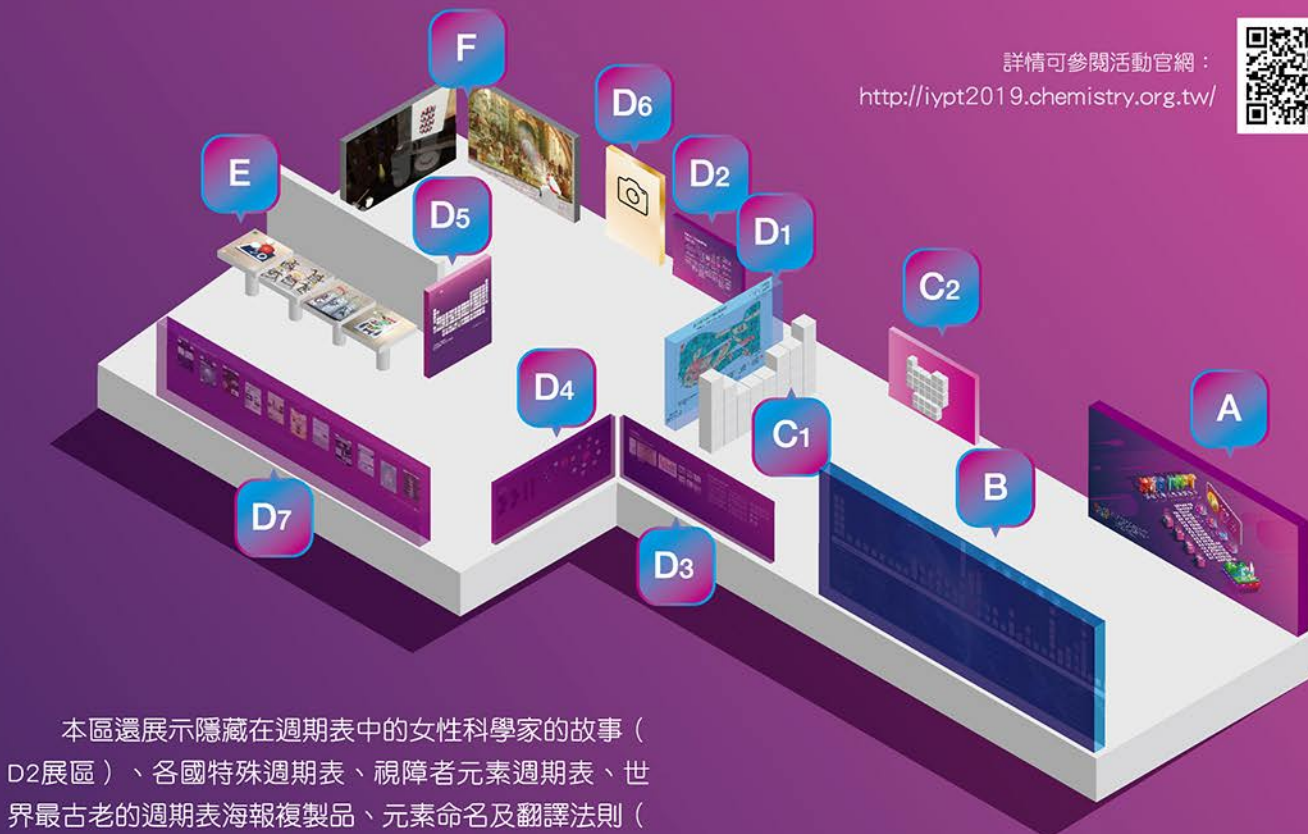 詳情可參閱活動官網：
http://iypt2019.chemistry.org.tw/
F
D6
E
D2
D5
D1
C2
D4
A
C1
B
D7
D3
本區還展示隱藏在週期表中的女性科學家的故事（
D2展區）、各國特殊週期表、視障者元素週期表、世
界最古老的週期表海報複製品、元素命名及翻譯法則（